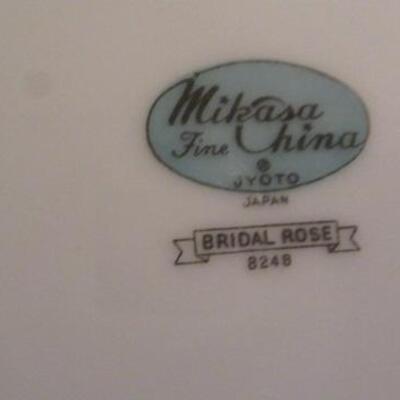 Mikasa
Fine China
®
JYOTO
JAPAN
BRIDAL ROSE
8248